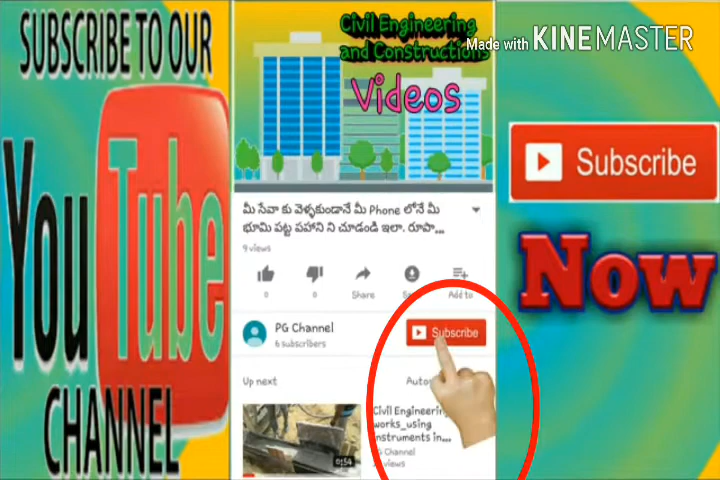 SUBSCRIBE TO OUR
You Tube
CHANNEL
Civil Engineering
and Constructions
Videos
Made with KINEMASTER
మీ సేవా కు వెళ్ళకుండానే మీ Phone లోనే మీ
భూమి పట్ట పహాని ని చూడండి ఇలా. రూపా...
9 views
0
0
Share
Add to
PG Channel
6 subscribers
Subscribe
Up next
Civil Engineerin
works_using
instruments in...
PG Channel
views
0:54
Subscribe
Now